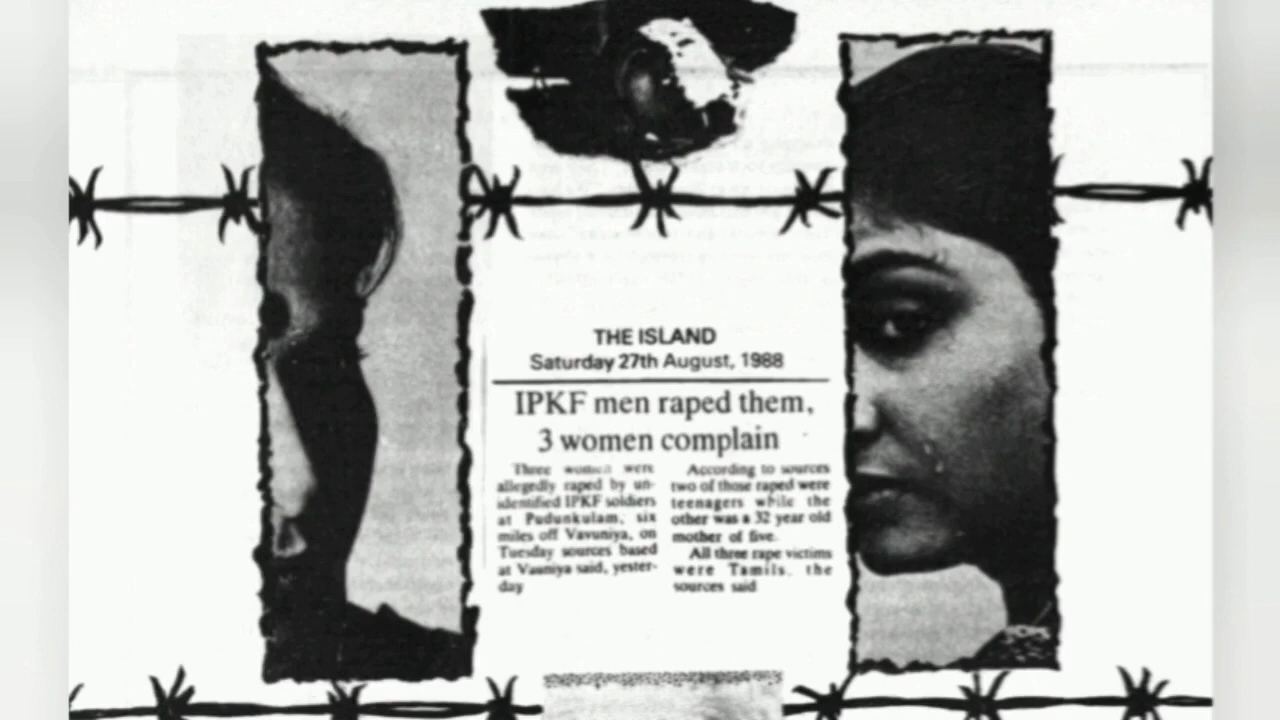 THE ISLAND
Saturday 27th August, 1988
IPKF men raped them,
3 women complain
Three women were
allegedly raped by un-
identified IPKF soldiers
at Pudunkulam, six
miles off Vavuniya, on
Tuesday sources based
at Vauniya said, yester-
day
According to sources
two of those raped were
teenagers while the
other was a 32 year old
mother of five.
All three rape victims
were Tamils, the
sources said